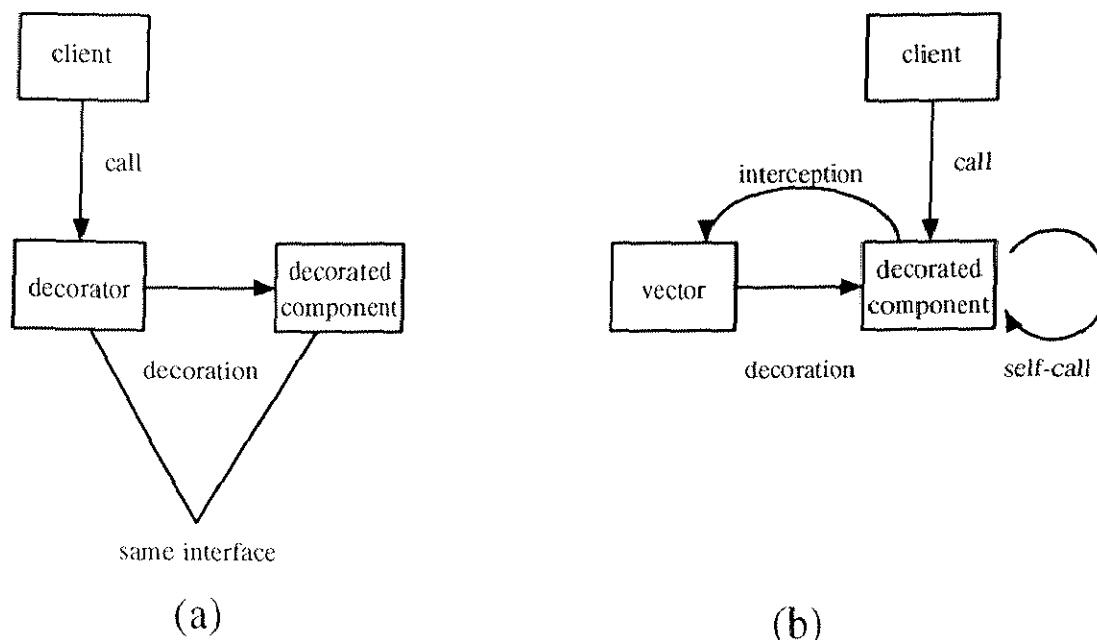 client
call
decorator
decorated
component
decoration
same interface
(a)
client
call
interception
vector
decorated
component
decoration
self-call
(b)